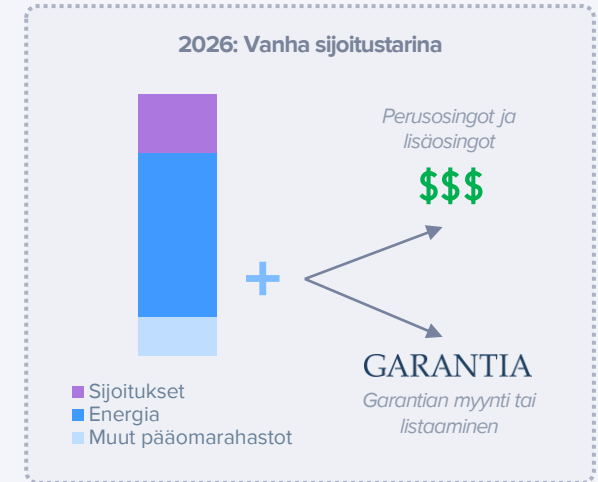 2026: Vanha sijoitustarina
Perusosingot ja
lisäosingot
$$$
+
GARANTIA
Garantian myynti tai
listaaminen
Sijoitukset
Energia
Muut pääomarahastot